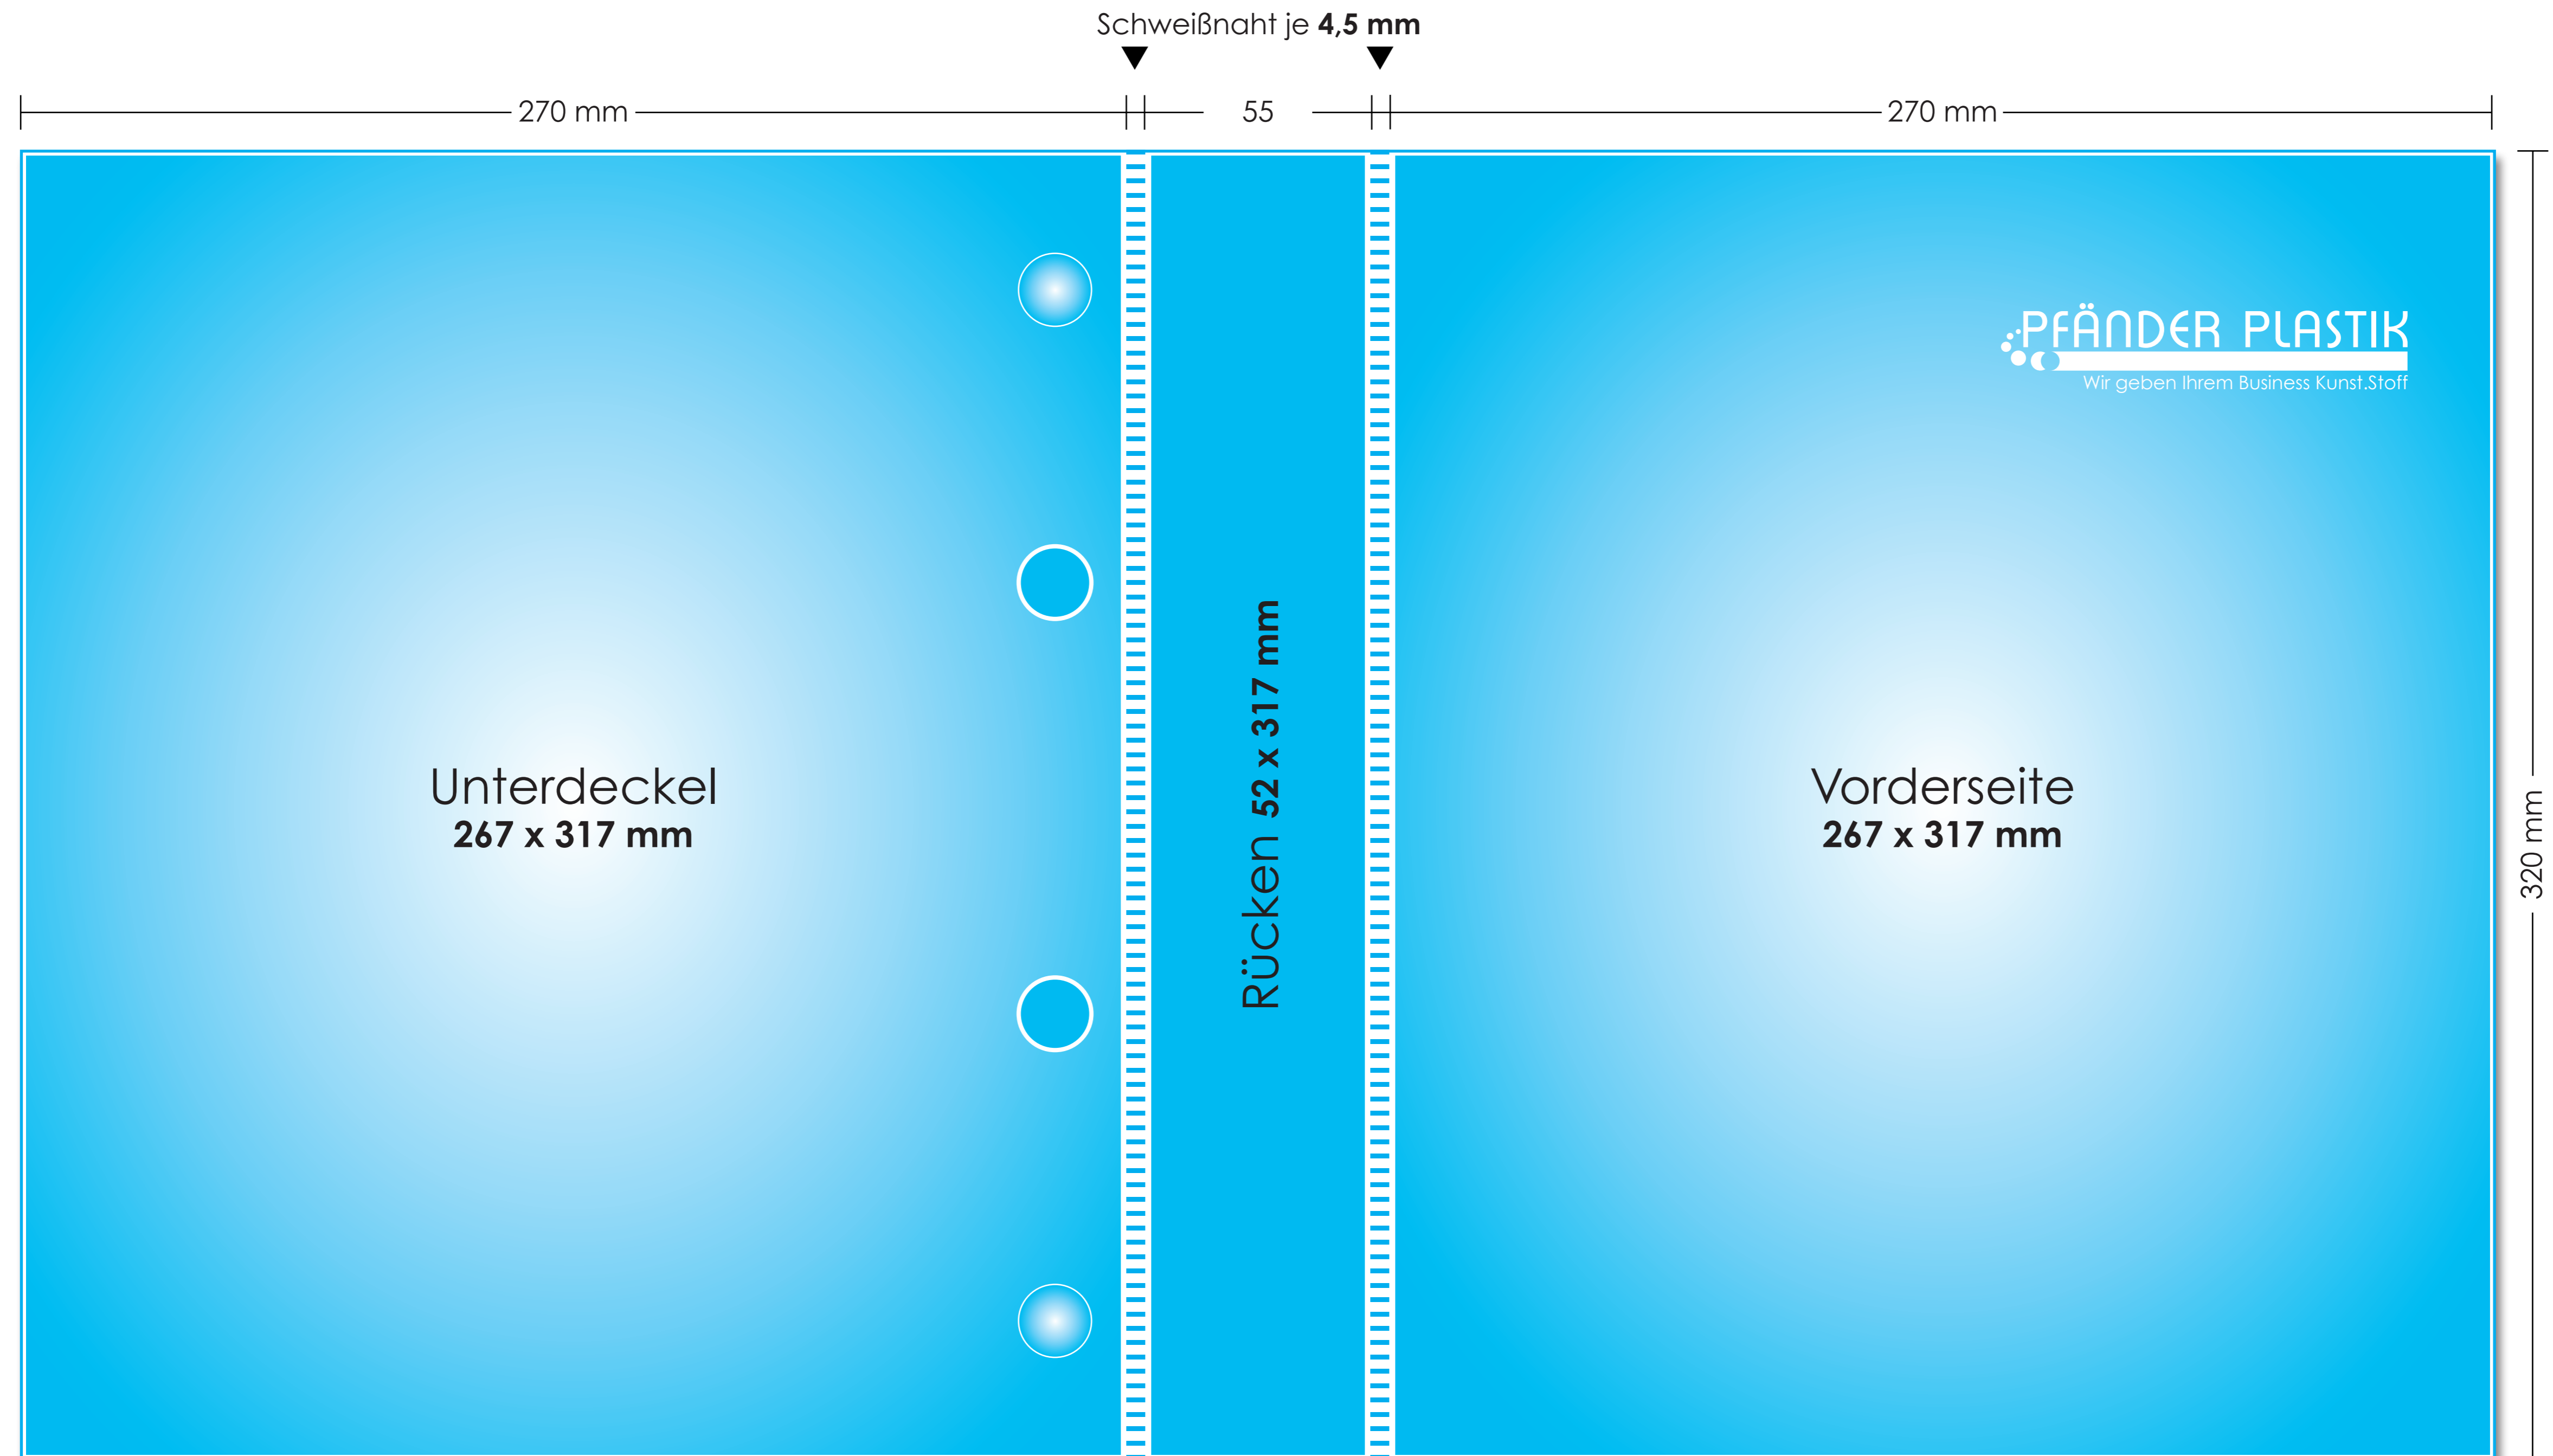 Schweißnaht je 4,5 mm
270 mm
55
270 mm
PFÄNDER PLASTIK
Wir geben Ihrem Business Kunst.Stoff
Unterdeckel
267 x 317 mm
Rücken 52 x 317 mm
Vorderseite
267 x 317 mm
320 mm